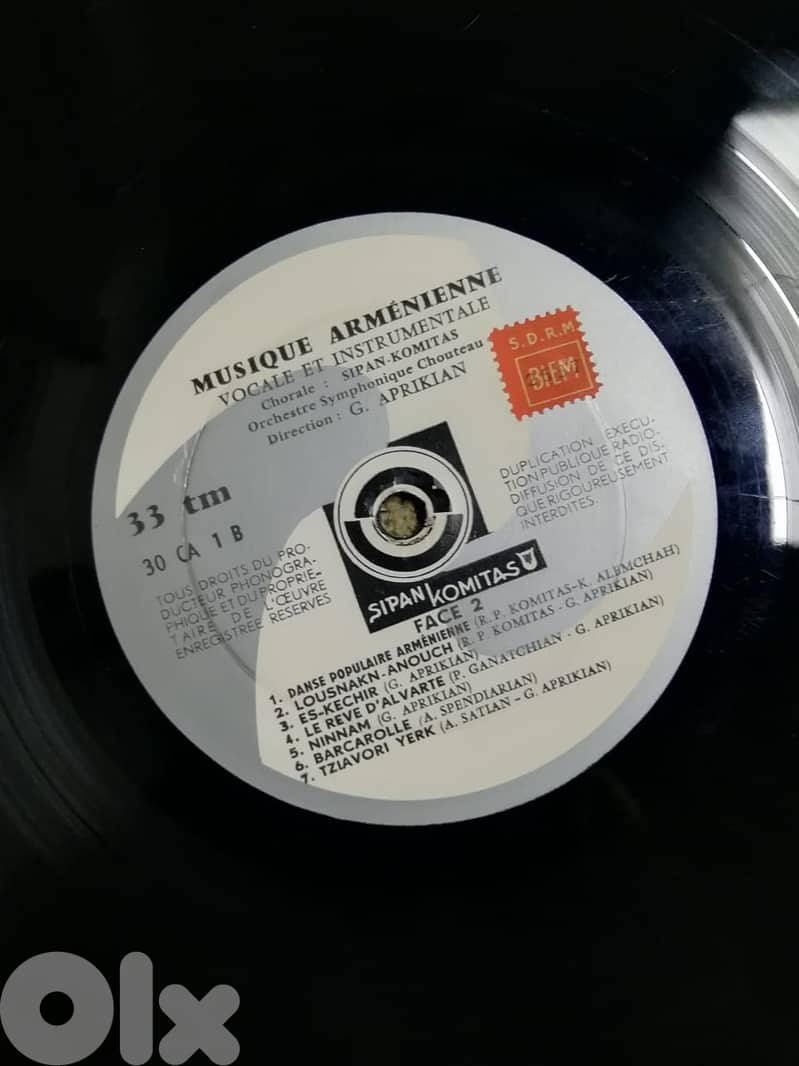 MUSIQUE ARMÉNIENNE
VOCALE ET INSTRUMENTALE
Chorale : SIPAN-KOMITAS
Orchestre Symphonique Chouteau
Direction : G. APRIKIAN
S.D.R.M
BIEM
33 tm
30 CA 1 B
TOUS DROITS DU PRO-
DUCTEUR PHONOGRA-
PHIQUE ET DU PROPRIE-
TAIRE DE L'ŒUVRE
ENREGISTREE RESERVES
DUPLICATION EXECU-
TION PUBLIQUE RADIO-
DIFFUSION DE CE DIS-
QUE RIGOUREUSEMENT
INTERDITES.
SIPAN KOMITAS
FACE 2
1. DANSE POPULAIRE ARMÉNIENNE (R. P. KOMITAS-K. ALEMCHAH)
2. LOUSNAKN-ANOUCH (R. P. KOMITAS - G. APRIKIAN)
3. ES-KECHIR (G. APRIKIAN)
4. LE REVE D'ALVARTE (P. GANATCHIAN - G. APRIKIAN)
5. NINNAM (G. APRIKIAN)
6. BARCAROLLE (A. SPENDIARIAN)
7. TZIAVORI YERK (A. SATIAN - G. APRIKIAN)
OLX